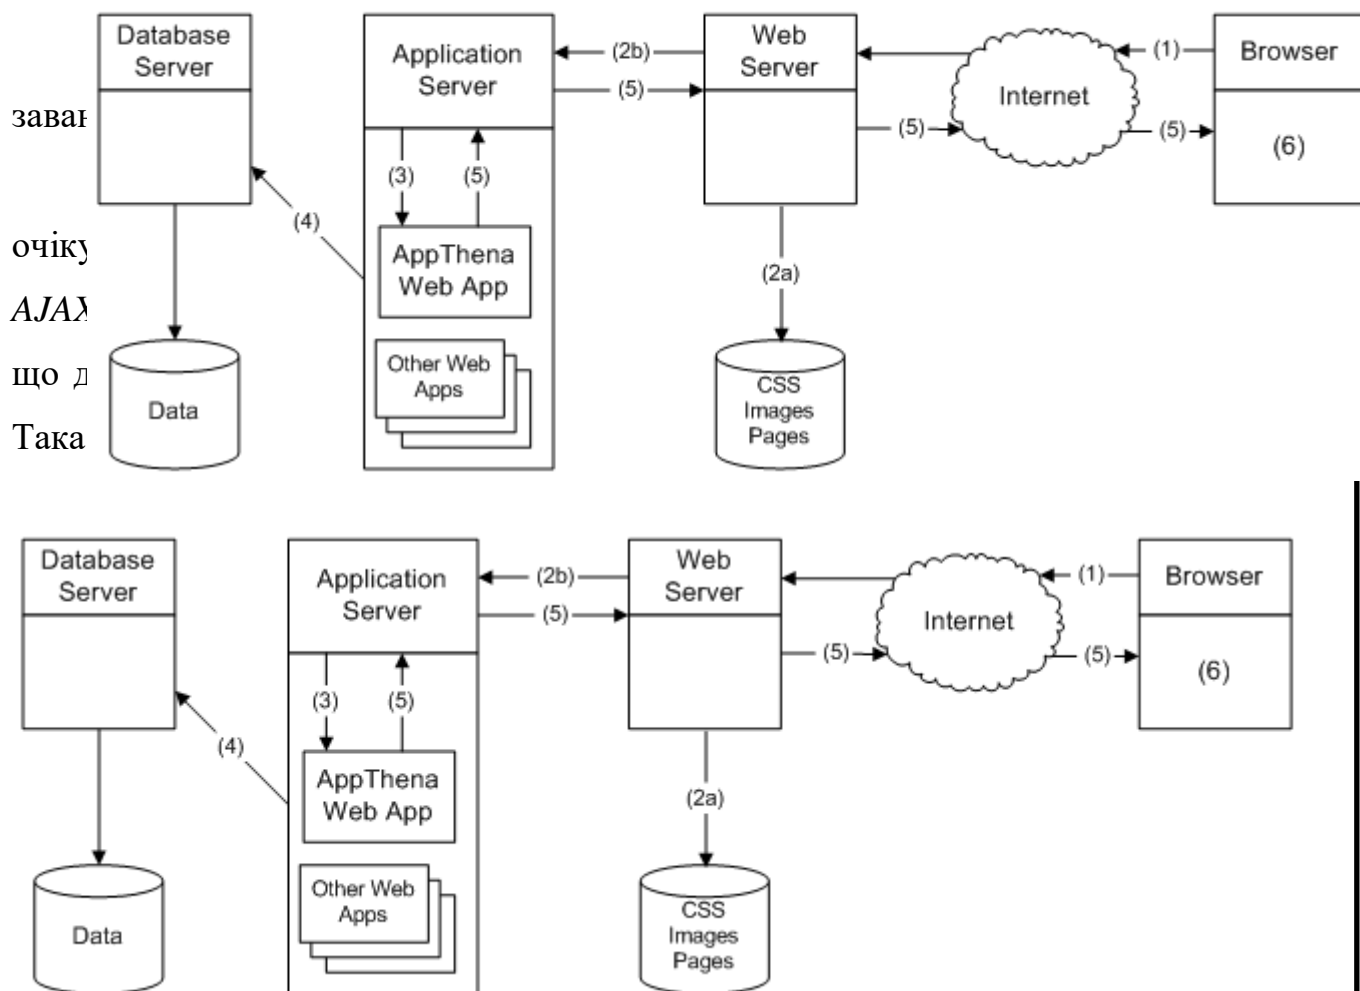 Database
Server
Application
Server
(2b)
(5)
Web
Server
(1)
Browser
Internet
(5)
(5)
(6)
(3)
(5)
(4)
AppThena
Web App
(2a)
Other Web
Apps
Data
CSS
Images
Pages
AJAX
що д
Така
Database
Server
Application
Server
(2b)
(5)
Web
Server
(1)
Browser
Internet
(5)
(5)
(6)
(3)
(5)
(4)
AppThena
Web App
(2a)
Other Web
Apps
Data
CSS
Images
Pages